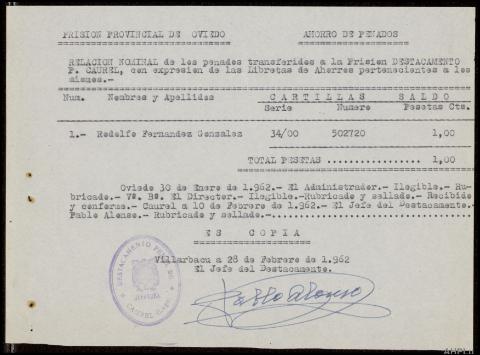 PRISION PROVINCIAL DE OVIEDO AHORRO DE PENADOS
RELACION NOMINAL de los penados transferidos a la Prision DESTACAMENTO
P. CAUREL, con expresion de las Libretas de Ahorros pertenecientes a los
mismos.-
Num. Nombres y Apellidos CARTILLAS SALDO
Serie Numero Pesetas Cts.
1.- Rodolfo Fernandez Gonzalez 34/00 502720 1,00
TOTAL PESETAS ................ 1,00
Oviedo 30 de Enero de 1.962.- El Administrador.- Ilegible.- Ru-
bricado.- Vº. Bº. El Director.- Ilegible.-Rubricado y sellado.- Recibido
y conforme.- Caurel a 10 de Febrero de 1.962.- El Jefe del Destacamento.-
Pablo Alonso.- Rubricado y sellado.-
ES COPIA
Villarbacu a 28 de Febrero de 1.962
El Jefe del Destacamento.
Pablo Alonso
DESTACAMENTO PENAL DE
CAUREL